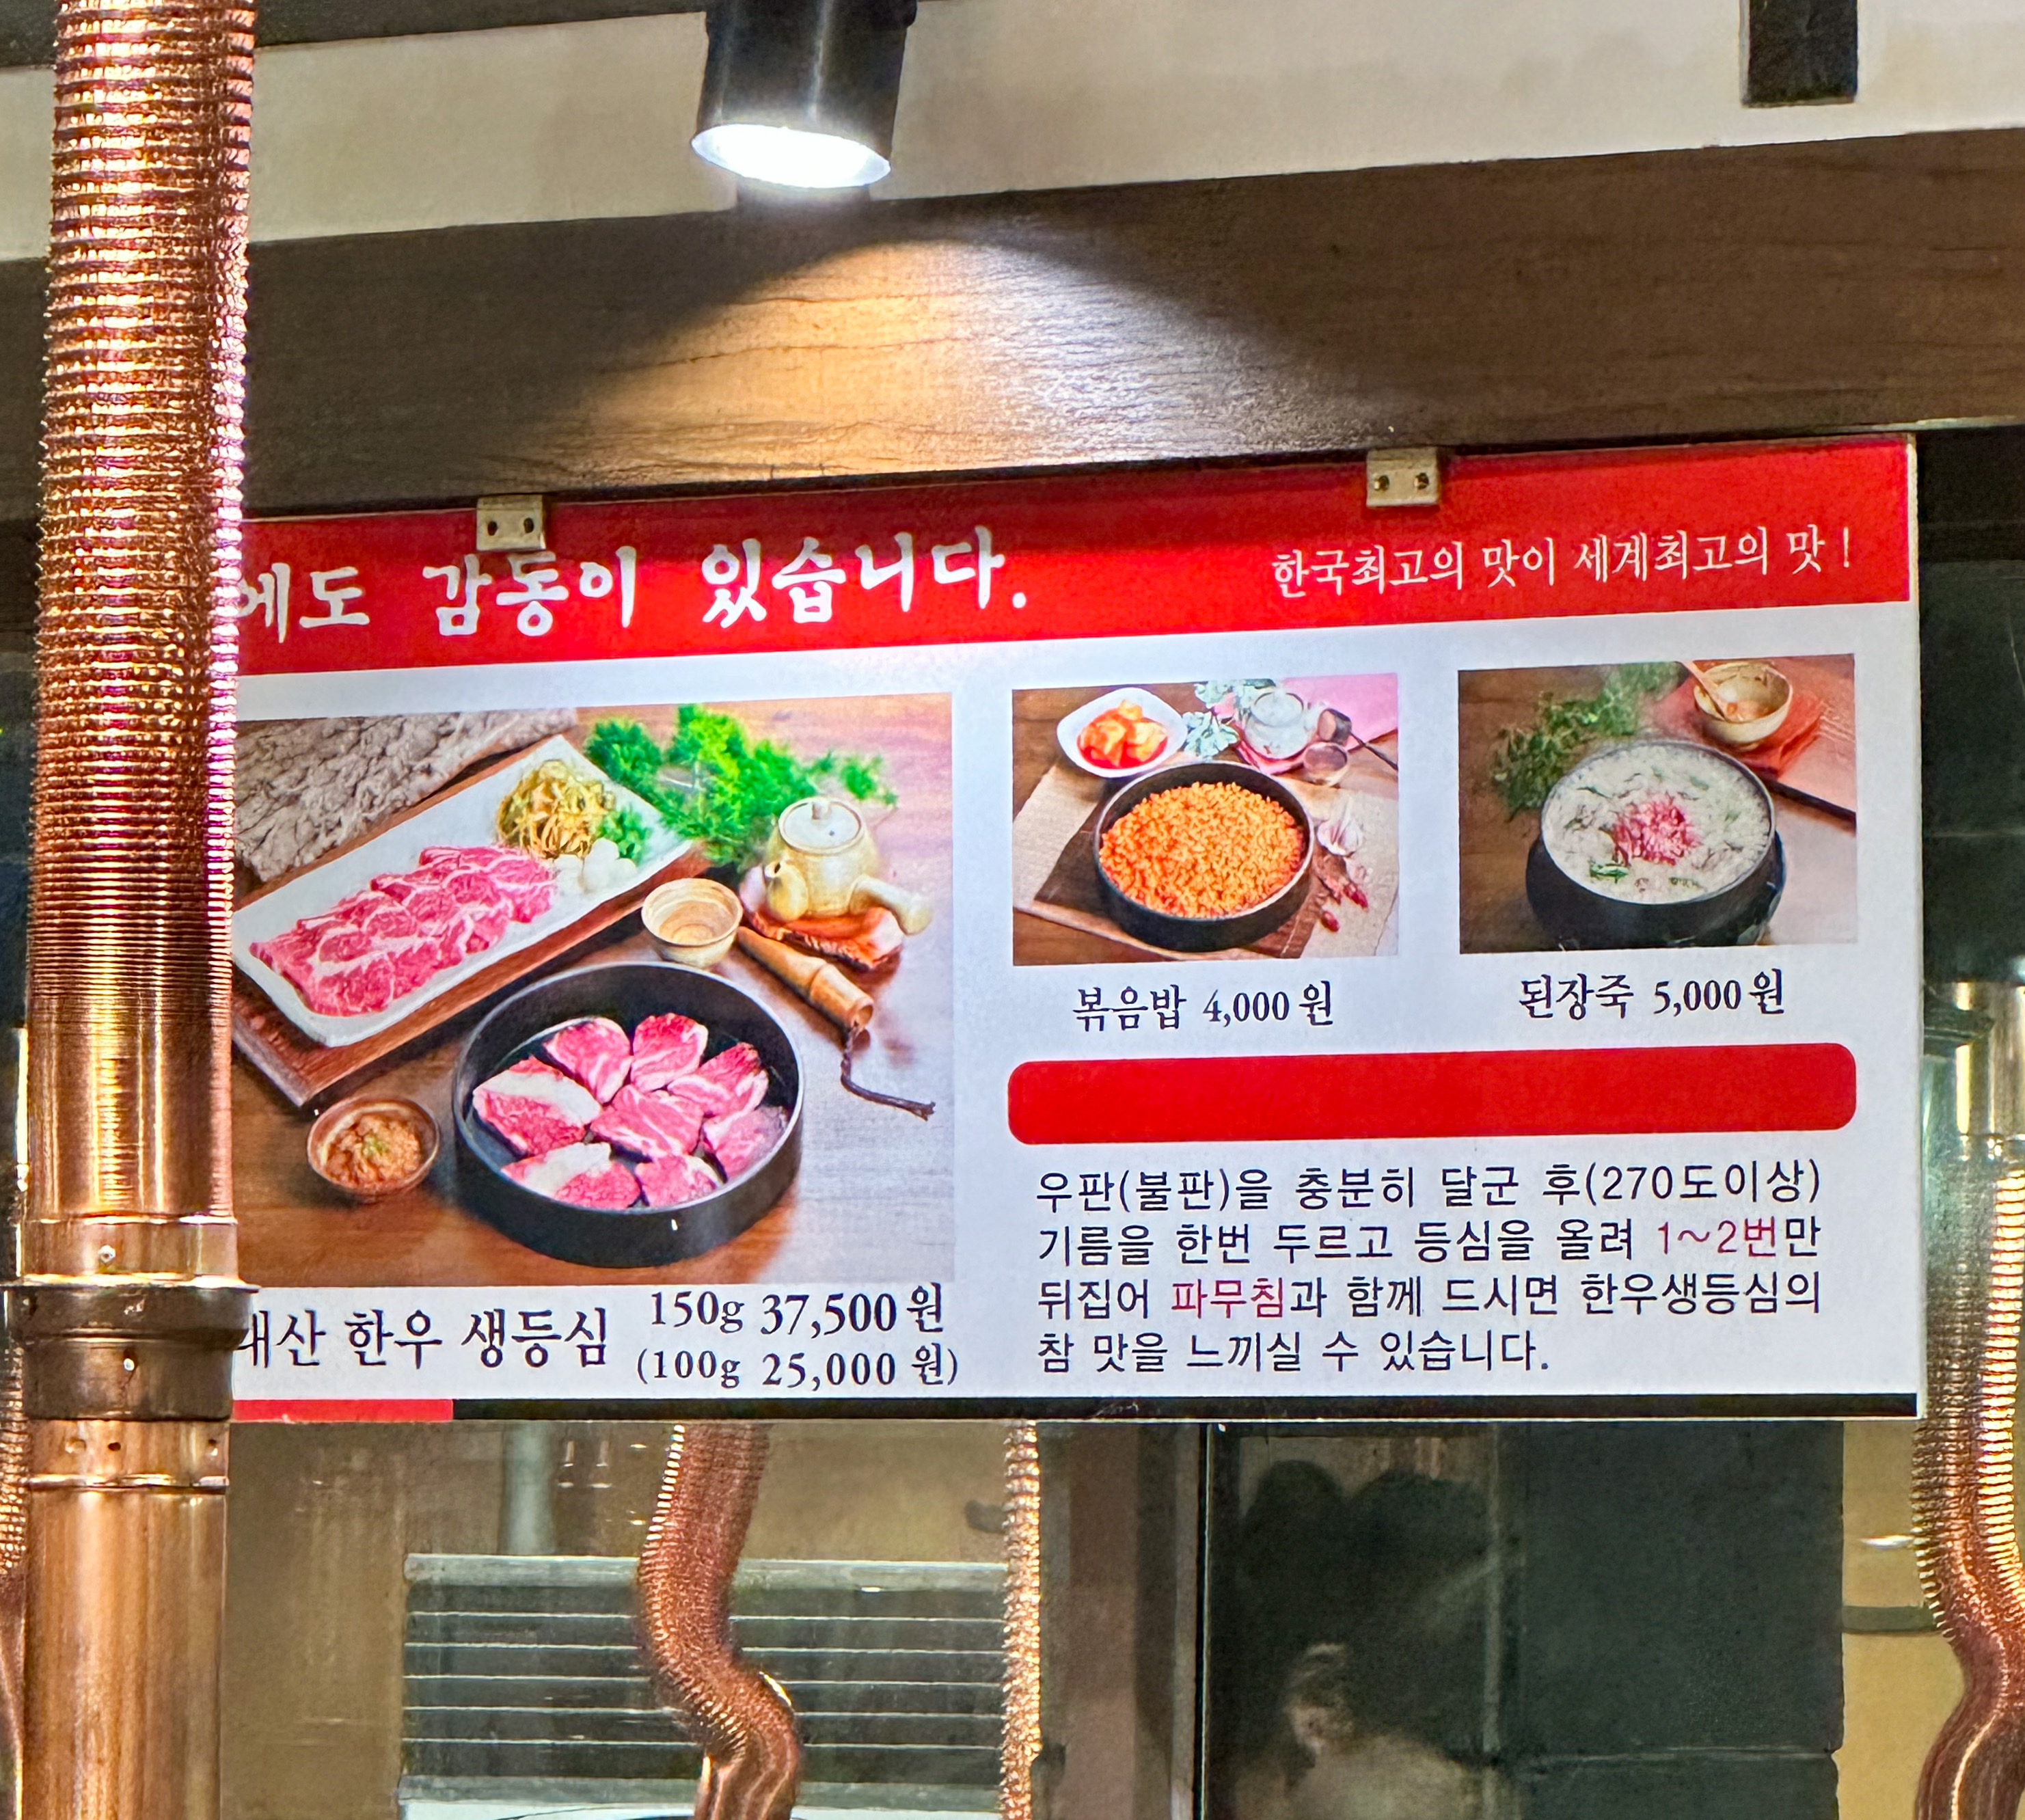 에도 감동이 있습니다.
한국최고의 맛이 세계최고의 맛!
볶음밥 4,000원
된장죽 5,000원
우판(불판)을 충분히 달군 후(270도이상)
기름을 한번 두르고 등심을 올려 1~2번만
뒤집어 파무침과 함께 드시면 한우생등심의
참 맛을 느끼실 수 있습니다.
내산 한우 생등심 150g 37,500원
(100g 25,000원)